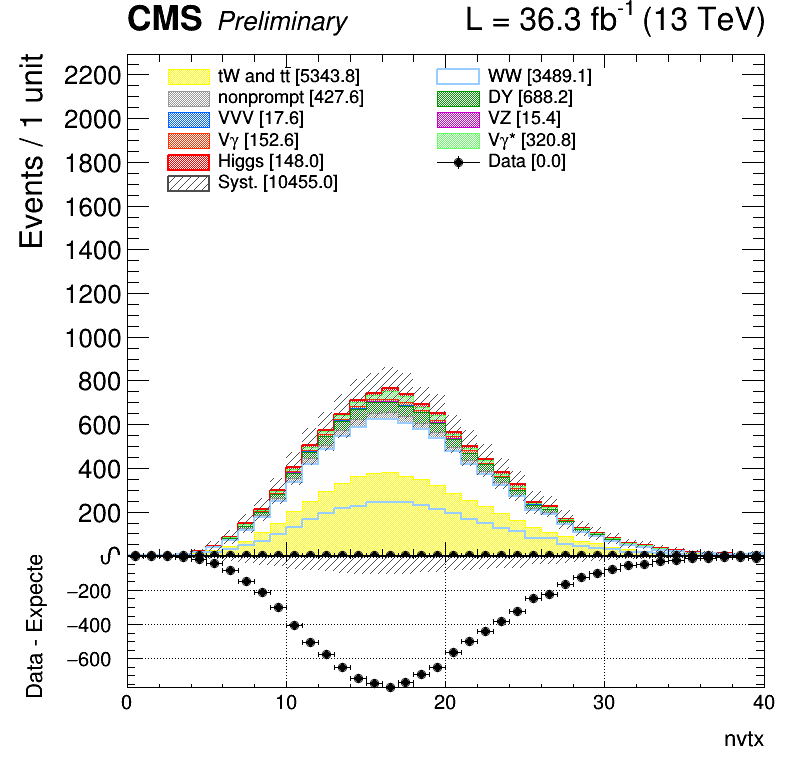 CMS Preliminary L = 36.3 fb⁻¹ (13 TeV)
Events / 1 unit
2200
2000
1800
1600
1400
1200
1000
800
600
400
200
0
tW and tt̄ [5343.8]
nonprompt [427.6]
VVV [17.6]
Vγ [152.6]
Higgs [148.0]
Syst. [10455.0]
WW [3489.1]
DY [688.2]
VZ [15.4]
Vγ* [320.8]
Data [0.0]
Data - Expecte
−200
−400
−600
0 10 20 30 40
nvtx